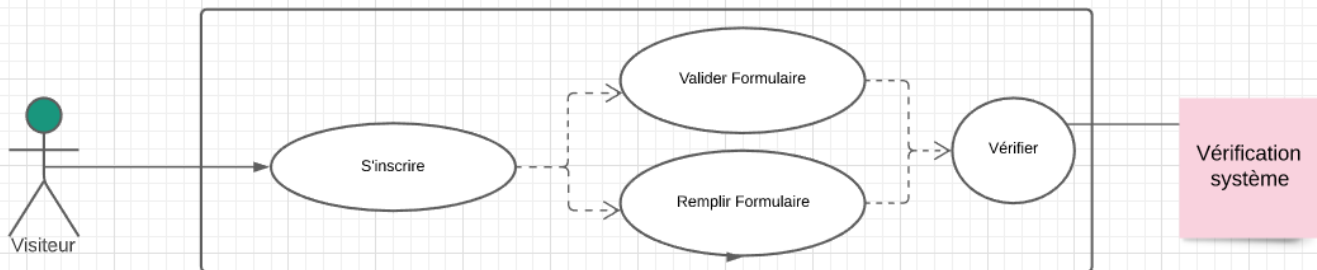 Valider Formulaire
S'inscrire
Remplir Formulaire
Vérifier
Vérification
système
Visiteur